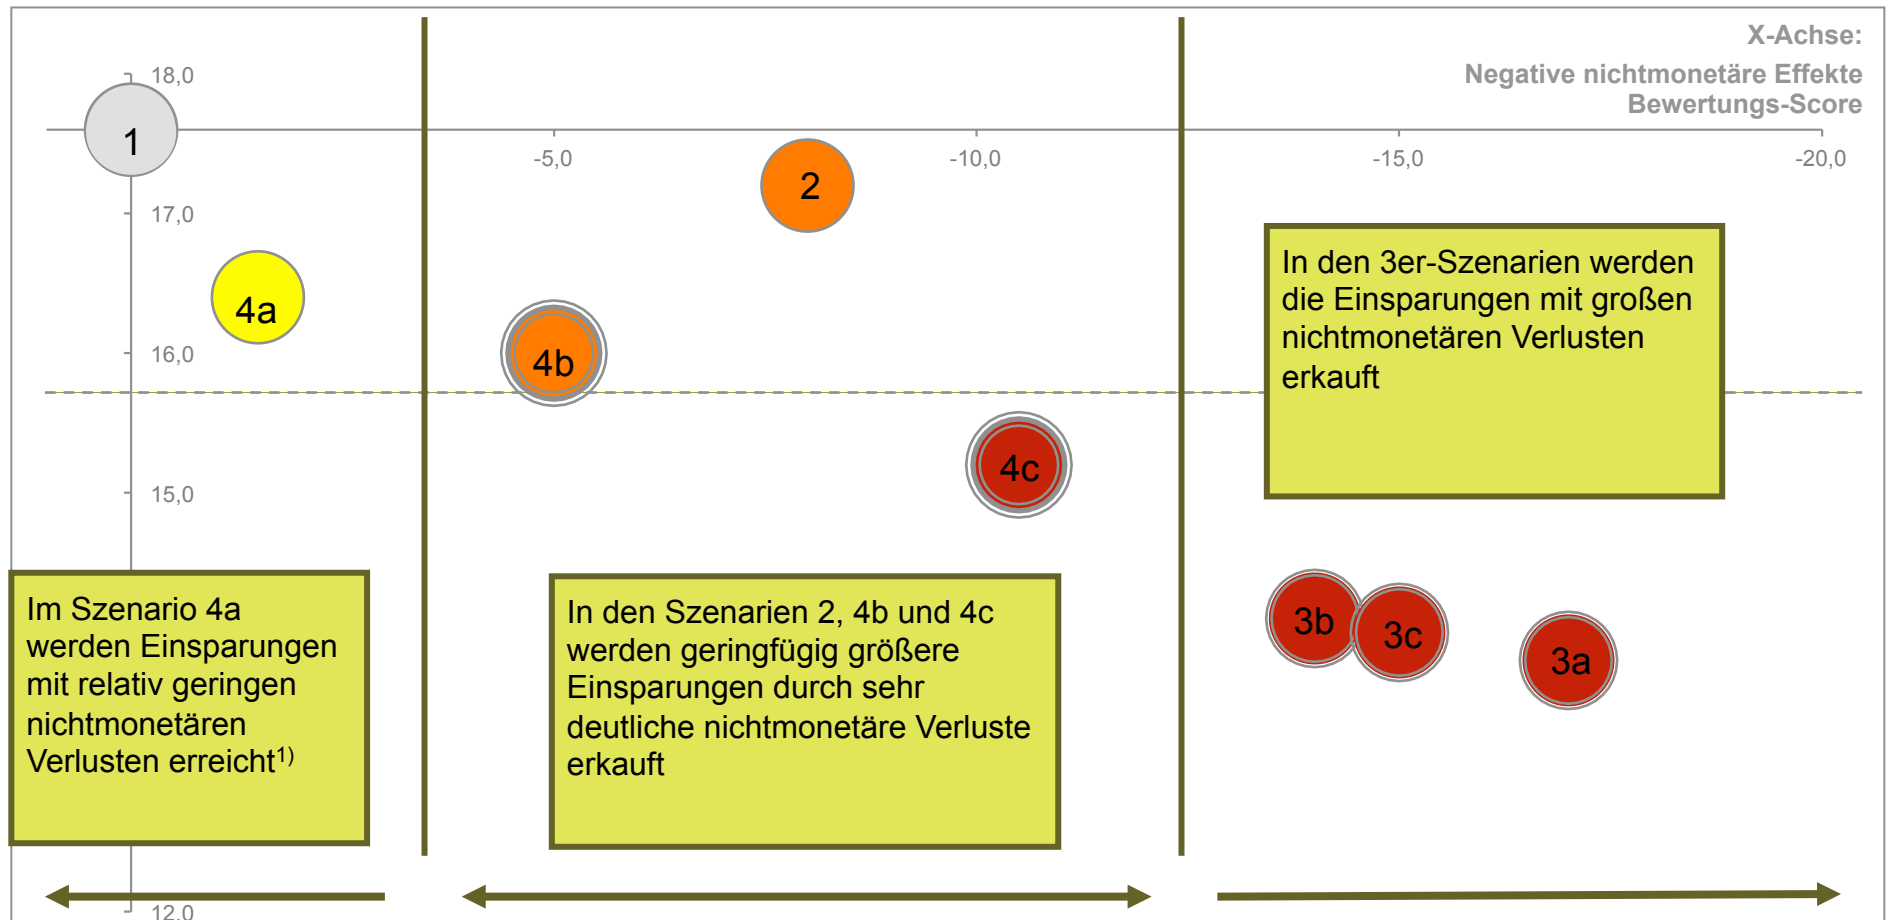 X-Achse:
Negative nichtmonetäre Effekte
Bewertungs-Score
18,0
1
-5,0
-10,0
-15,0
-20,0
2
17,0
4a
16,0
4b
In den 3er-Szenarien werden
die Einsparungen mit großen
nichtmonetären Verlusten
erkauft
4c
15,0
Im Szenario 4a
werden Einsparungen
mit relativ geringen
nichtmonetären
Verlusten erreicht1)
In den Szenarien 2, 4b und 4c
werden geringfügig größere
Einsparungen durch sehr
deutliche nichtmonetäre Verluste
erkauft
3b
3c
3a
12,0